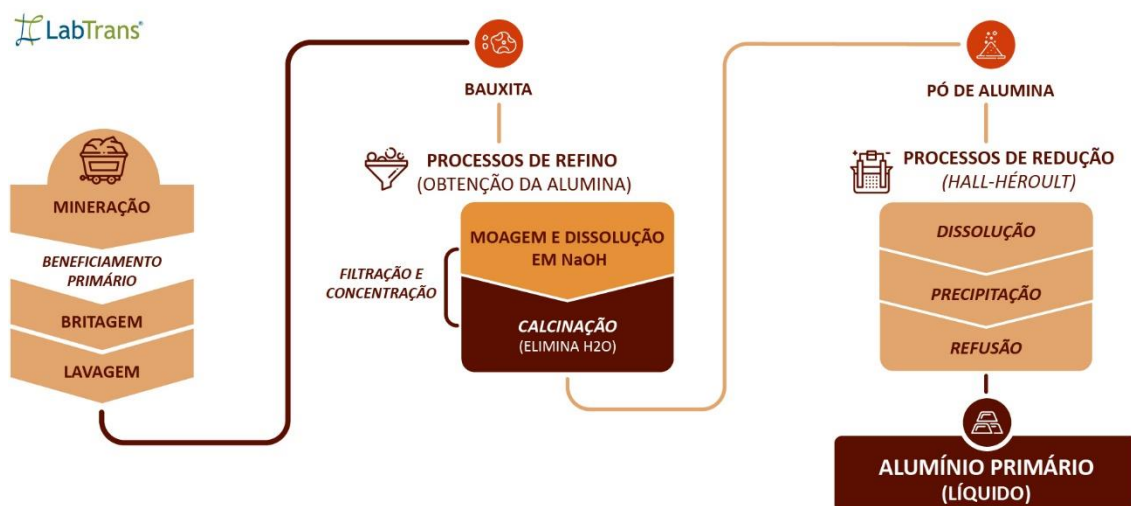 LabTrans®
MINERAÇÃO
BENEFICIAMENTO
PRIMÁRIO
BRITAGEM
LAVAGEM
BAUXITA
PROCESSOS DE REFINO
(OBTENÇÃO DA ALUMINA)
MOAGEM E DISSOLUÇÃO
EM NaOH
FILTRAÇÃO E
CONCENTRAÇÃO
CALCINAÇÃO
(ELIMINA H2O)
PÓ DE ALUMINA
PROCESSOS DE REDUÇÃO
(HALL-HÉROULT)
DISSOLUÇÃO
PRECIPITAÇÃO
REFUSÃO
ALUMÍNIO PRIMÁRIO
(LÍQUIDO)